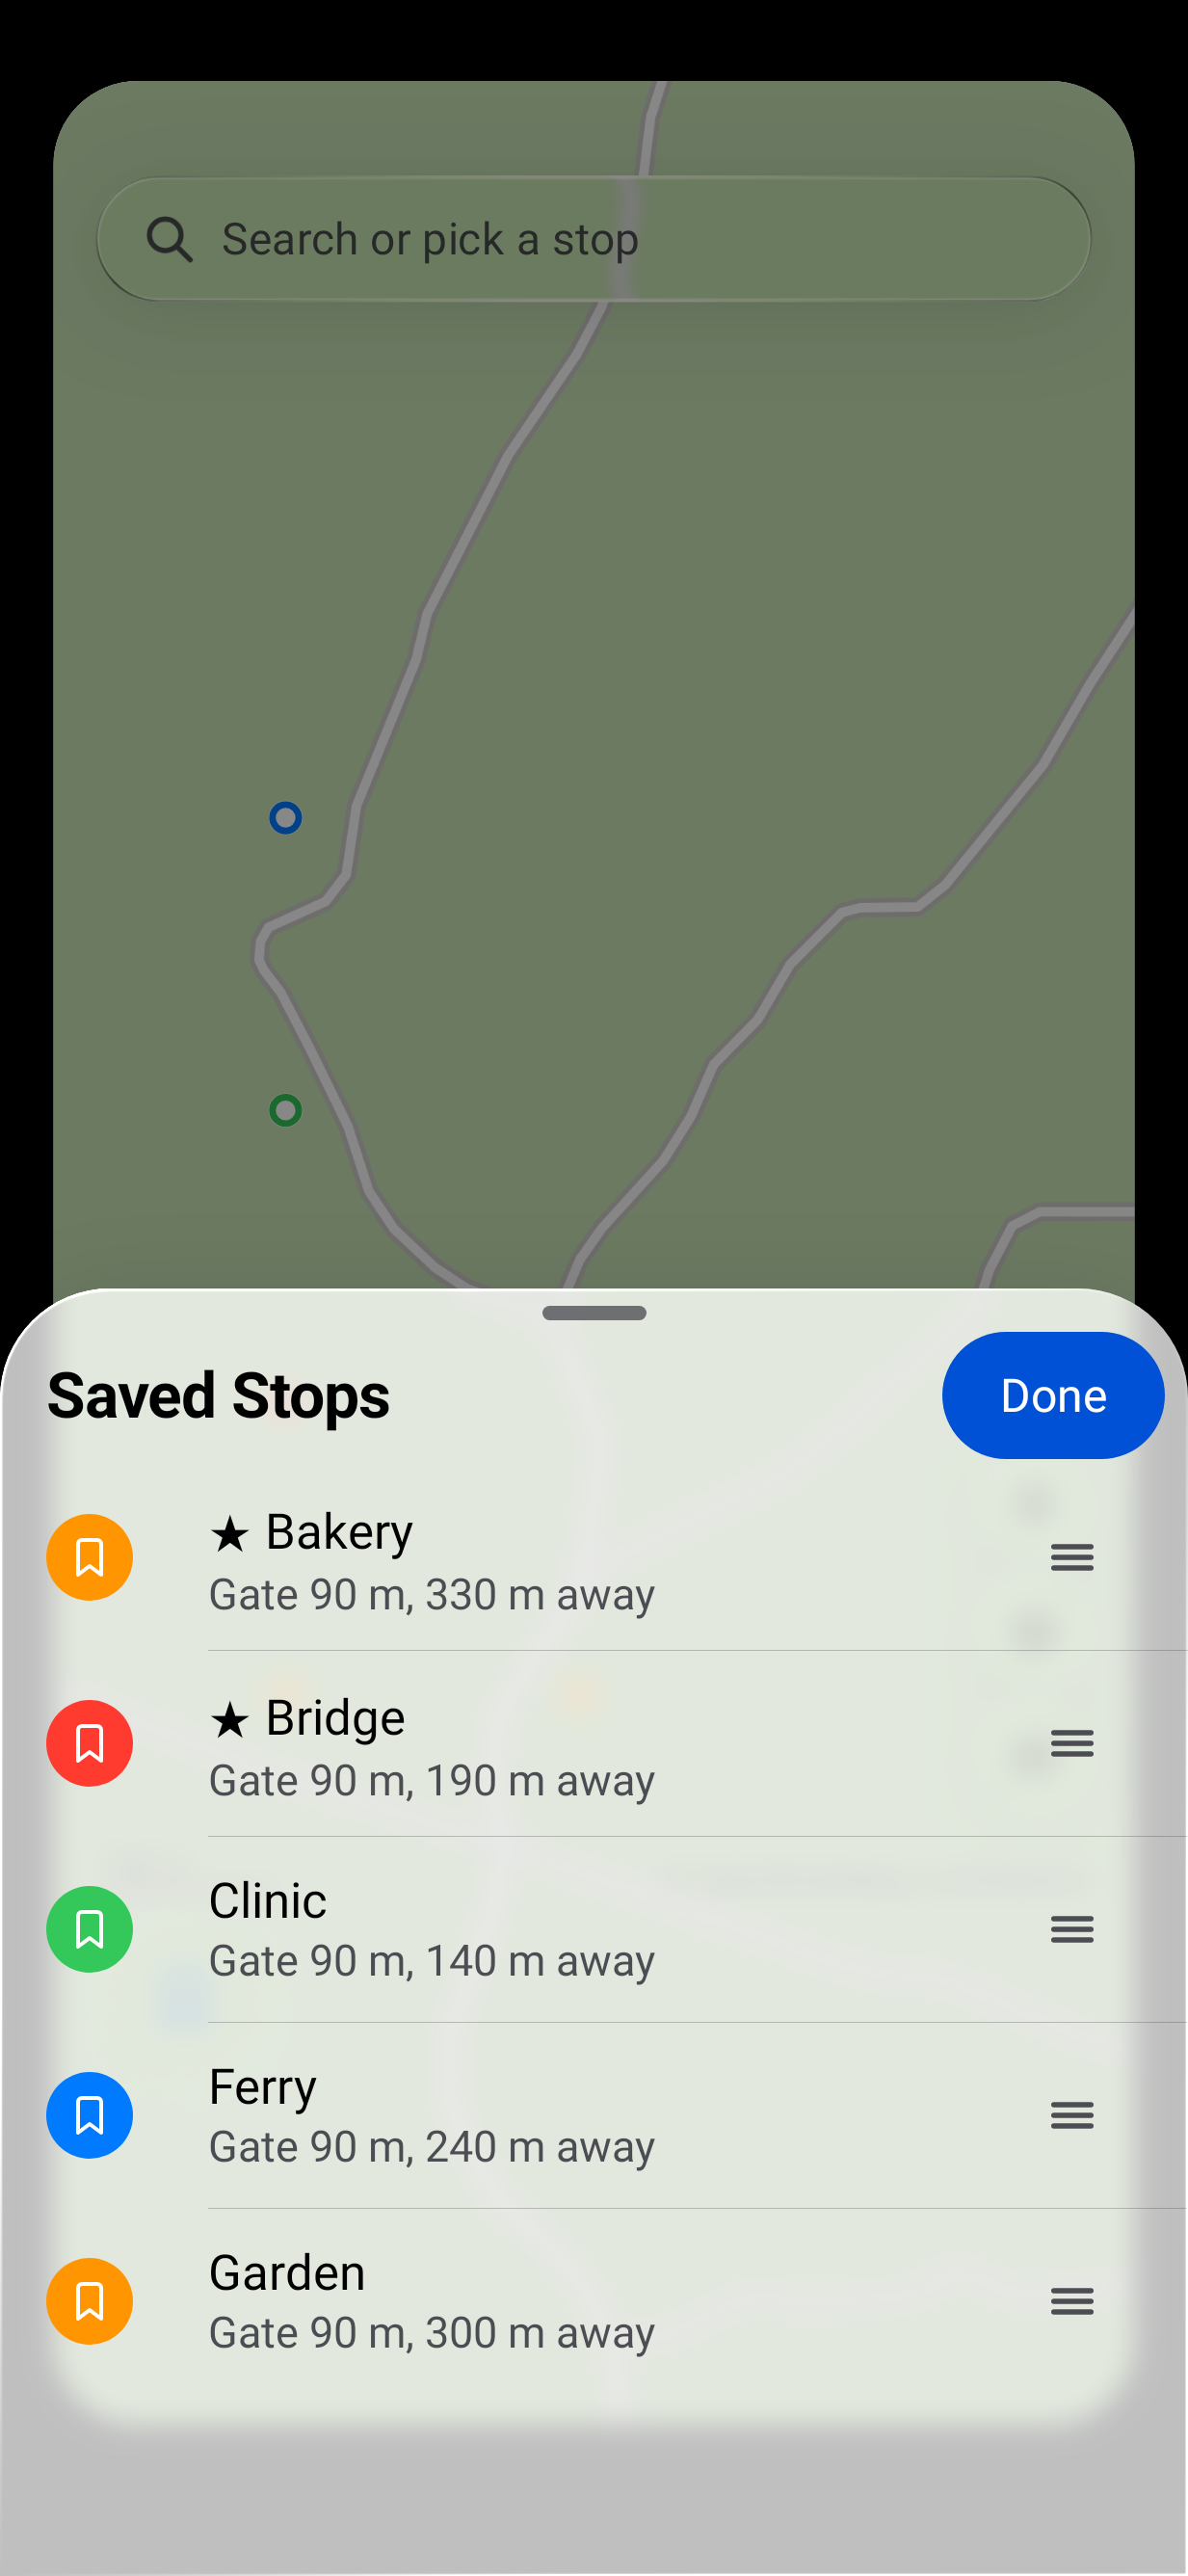 Search or pick a stop
Saved Stops
Done
★ Bakery
Gate 90 m, 330 m away
★ Bridge
Gate 90 m, 190 m away
Clinic
Gate 90 m, 140 m away
Ferry
Gate 90 m, 240 m away
Garden
Gate 90 m, 300 m away